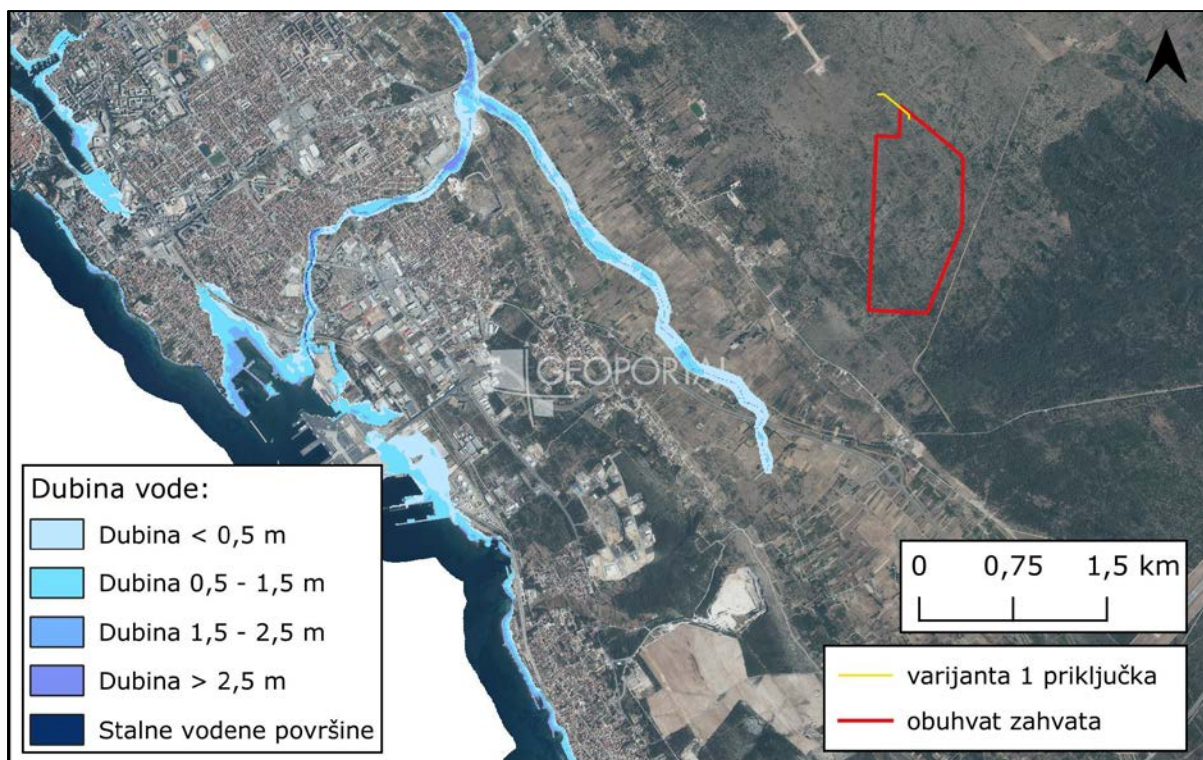 GEOPORTAL
Dubina vode:
Dubina < 0,5 m
Dubina 0,5 - 1,5 m
Dubina 1,5 - 2,5 m
Dubina > 2,5 m
Stalne vodene površine
0 0,75 1,5 km
varijanta 1 priključka
obuhvat zahvata